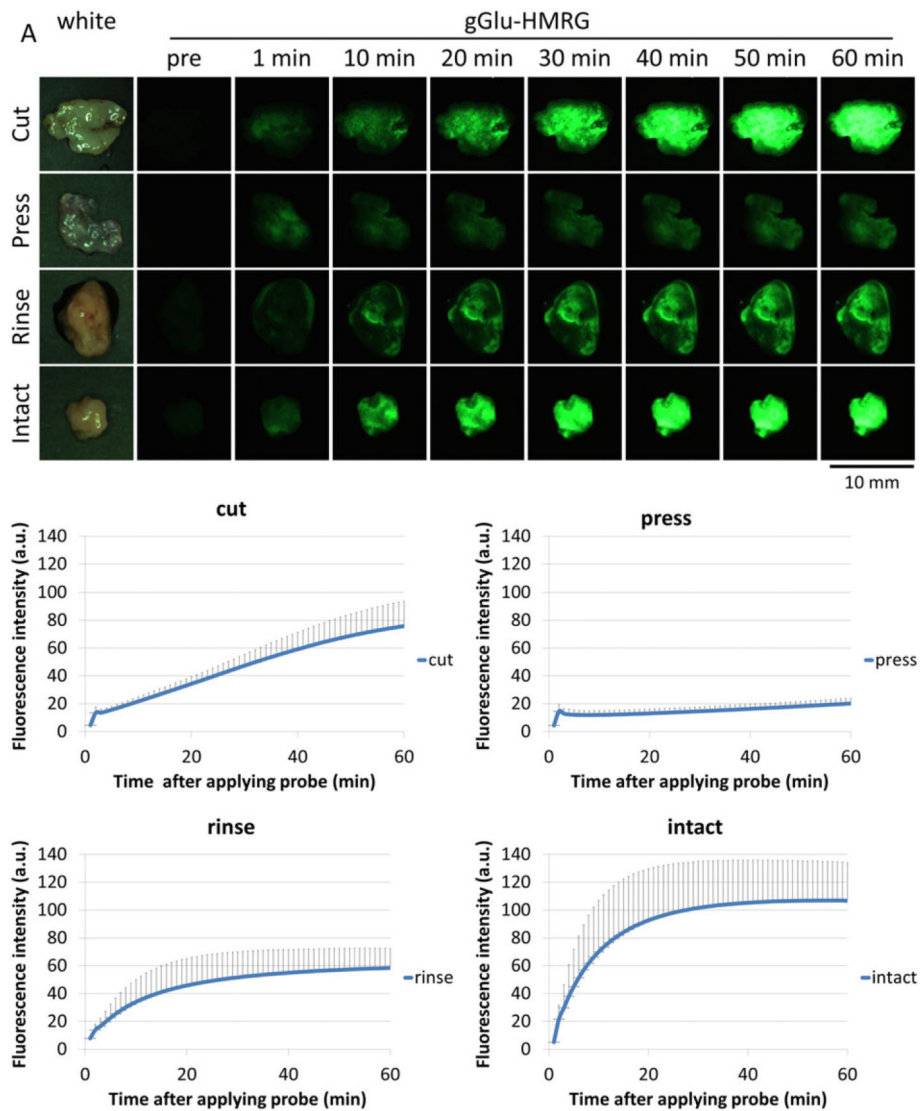 A
white
gGlu-HMRG
pre 1 min 10 min 20 min 30 min 40 min 50 min 60 min
Cut
Press
Rinse
Intact
10 mm
cut
Fluorescence intensity (a.u.)
140
120
100
80
60
40
20
0
0 20 40 60
Time after applying probe (min)
cut
press
Fluorescence intensity (a.u.)
140
120
100
80
60
40
20
0
0 20 40 60
Time after applying probe (min)
press
rinse
Fluorescence intensity (a.u.)
140
120
100
80
60
40
20
0
0 20 40 60
Time after applying probe (min)
rinse
intact
Fluorescence intensity (a.u.)
140
120
100
80
60
40
20
0
0 20 40 60
Time after applying probe (min)
intact